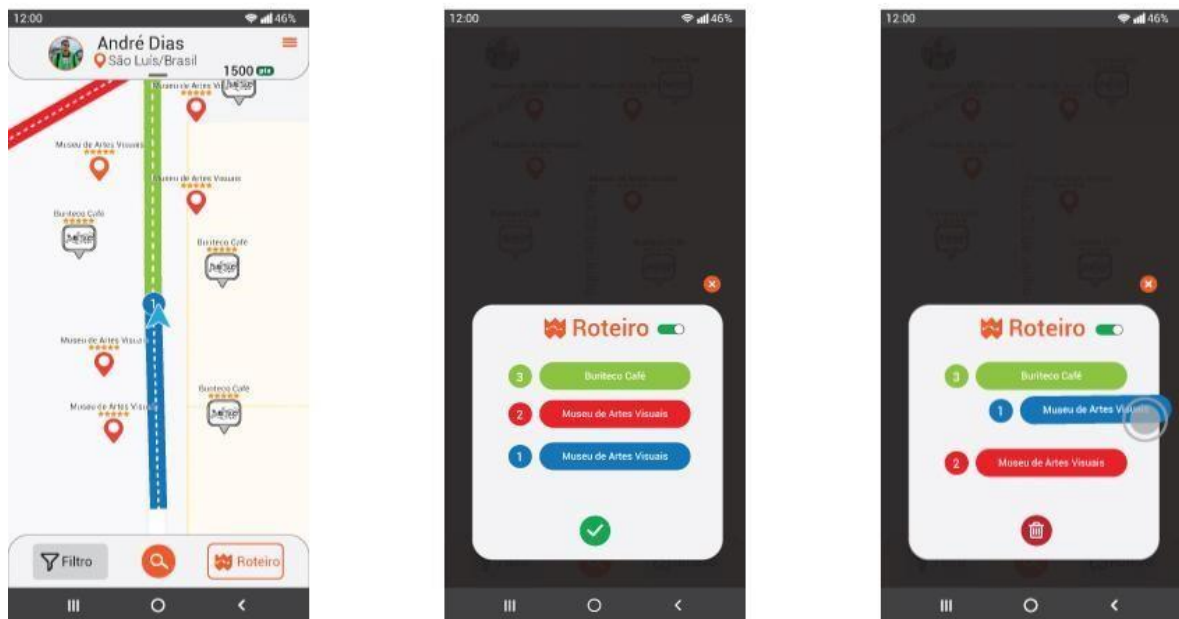 12:00
46%
André Dias
São Luís/Brasil
1500 pts
Museu de Artes
Museu de Artes Visuais
Museu de Artes Visuais
Buriteco Café
Buriteco Café
1
Museu de Artes Visuais
Buriteco Café
Museu de Artes Visuais
Filtro
Roteiro
12:00
46%
Roteiro
3
Buriteco Café
2
Museu de Artes Visuais
1
Museu de Artes Visuais
12:00
46%
Roteiro
3
Buriteco Café
1
Museu de Artes Visuais
2
Museu de Artes Visuais